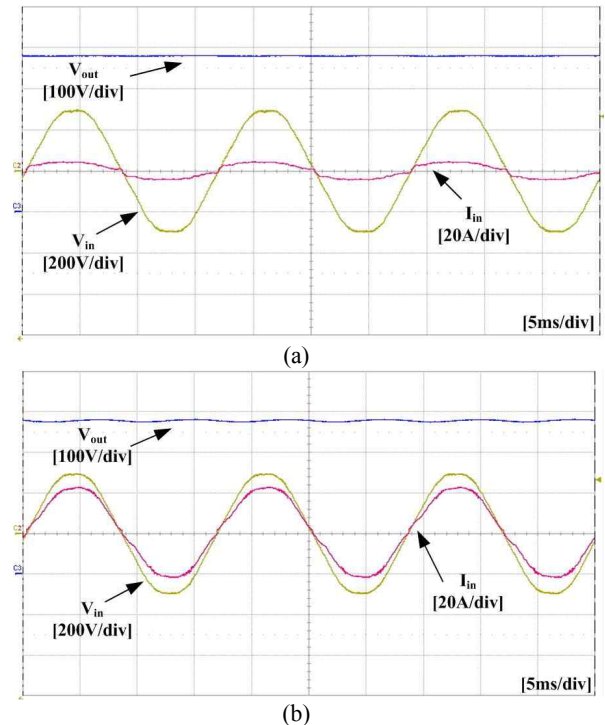 V_out
[100V/div]
I_in
[20A/div]
V_in
[200V/div]
[5ms/div]
(a)
V_out
[100V/div]
I_in
[20A/div]
V_in
[200V/div]
[5ms/div]
(b)